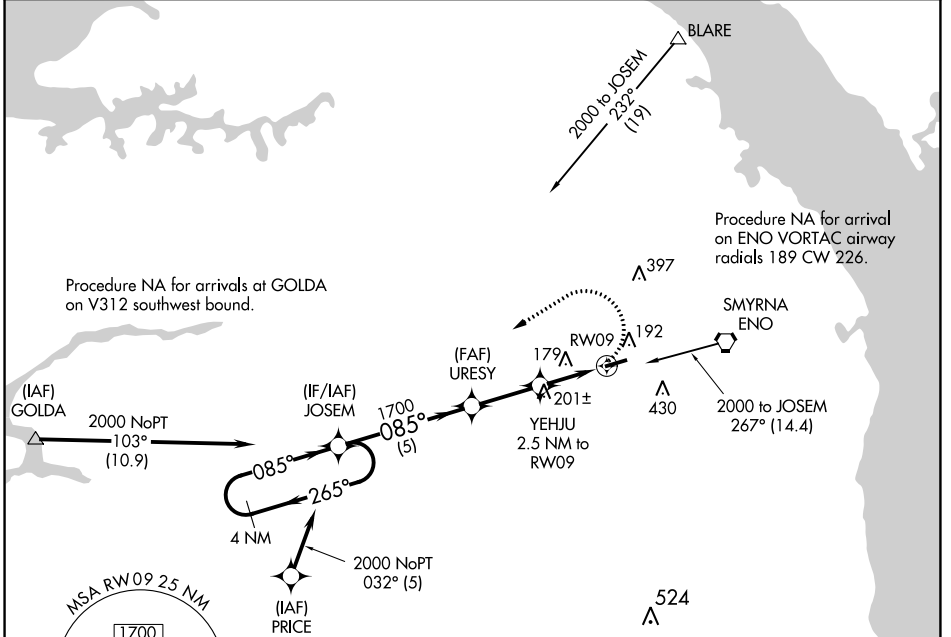 BLARE
2000 to JOSEM
232°
(19)
Procedure NA for arrival
on ENO VORTAC airway
radials 189 CW 226.
397
Procedure NA for arrivals at GOLDA
on V312 southwest bound.
SMYRNA
ENO
192
RW09
179
(FAF)
URESY
(IF/IAF)
JOSEM
(IAF)
GOLDA
2000 NoPT
103°
(10.9)
1700
085°
(5)
201±
YEHJU
2.5 NM to
RW09
430
2000 to JOSEM
267° (14.4)
085°
265°
4 NM
2000 NoPT
032° (5)
(IAF)
PRICE
524
MSA RW09 25 NM
1700